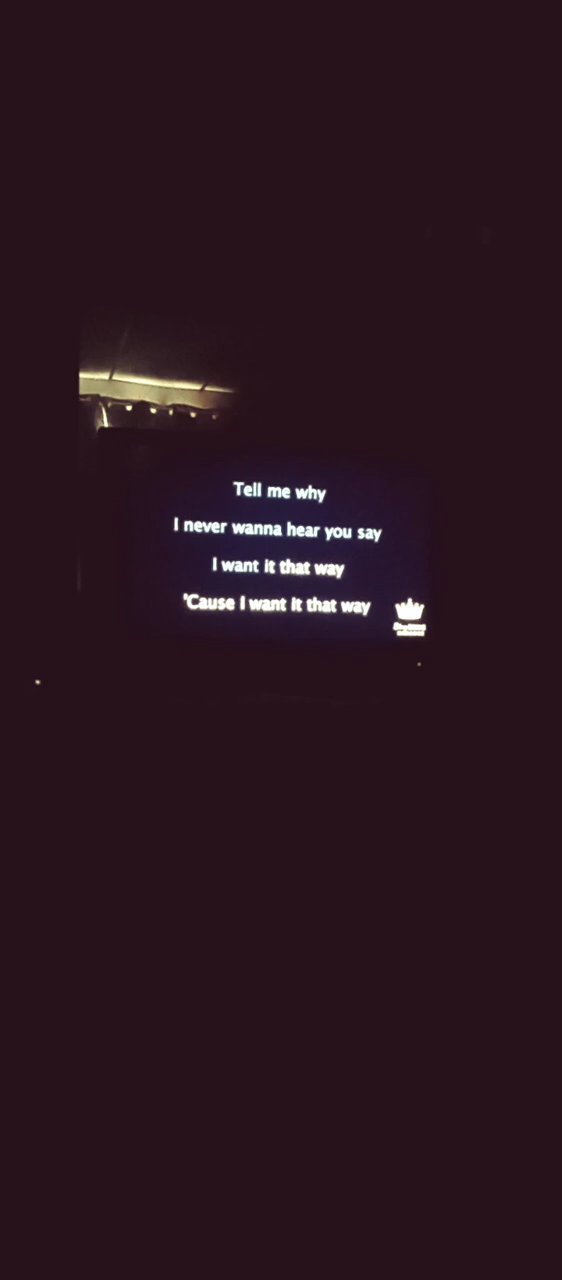 Tell me why
I never wanna hear you say
I want it that way
'Cause I want it that way